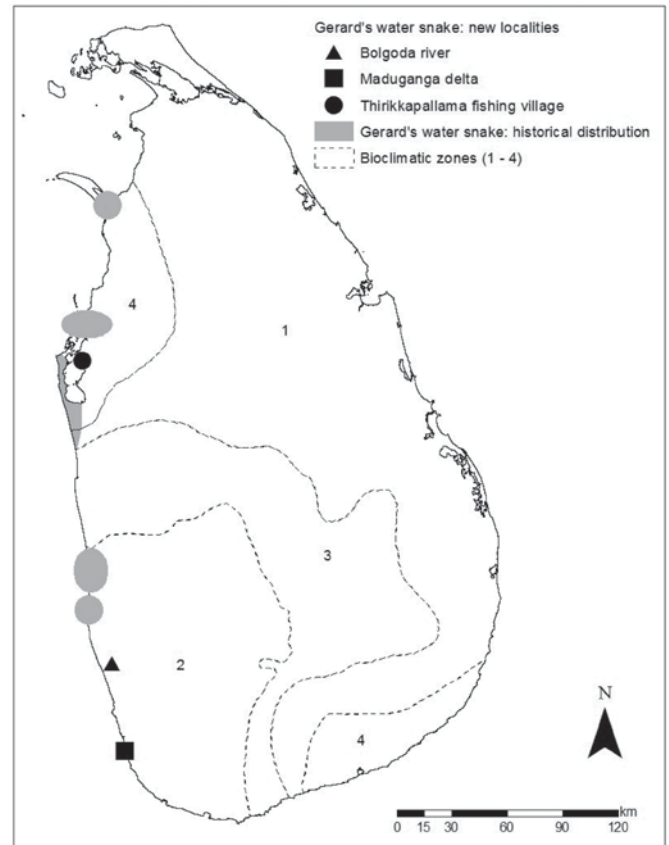 Gerard's water snake: new localities
Bolgoda river
Maduganga delta
Thirikkapallama fishing village
Gerard's water snake: historical distribution
Bioclimatic zones (1 - 4)
4
1
3
2
4
N
km
0 15 30 60 90 120